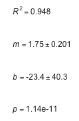 R² = 0.948
m = 1.75 ± 0.201
b = -23.4 ± 40.3
p = 1.14e-11